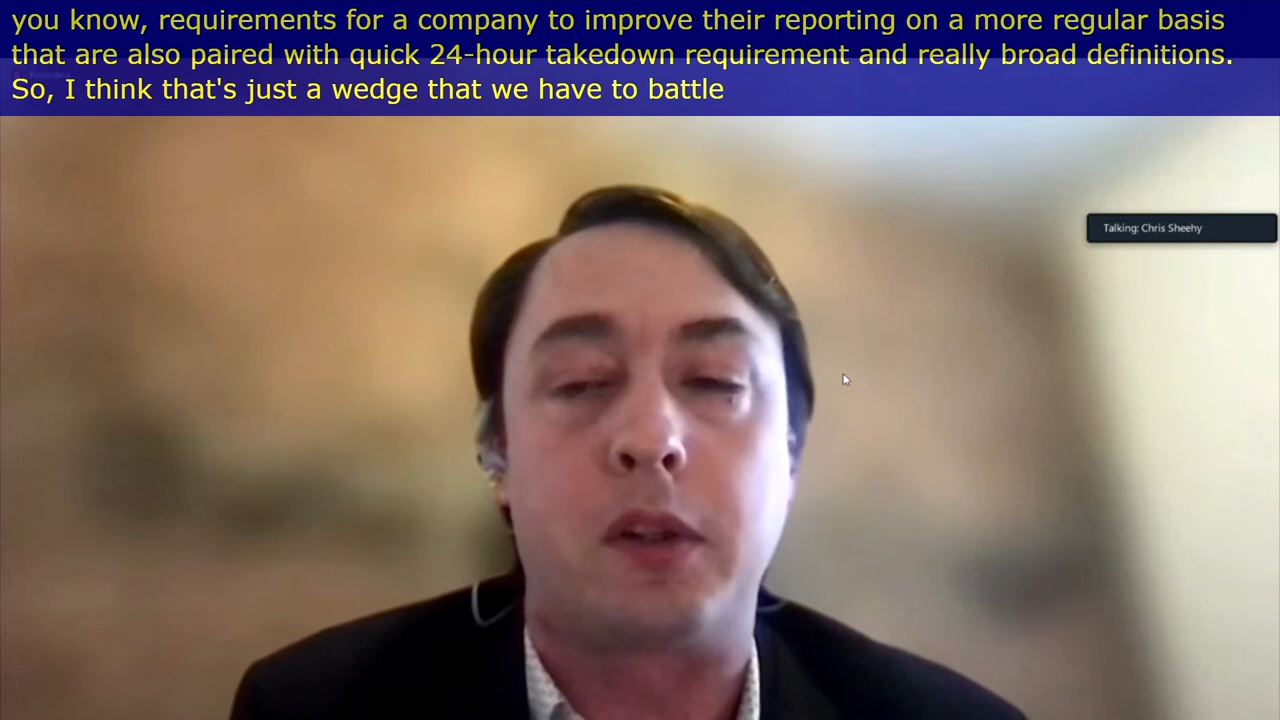 you know, requirements for a company to improve their reporting on a more regular basis
that are also paired with quick 24-hour takedown requirement and really broad definitions.
So, I think that's just a wedge that we have to battle
Talking: Chris Sheehy